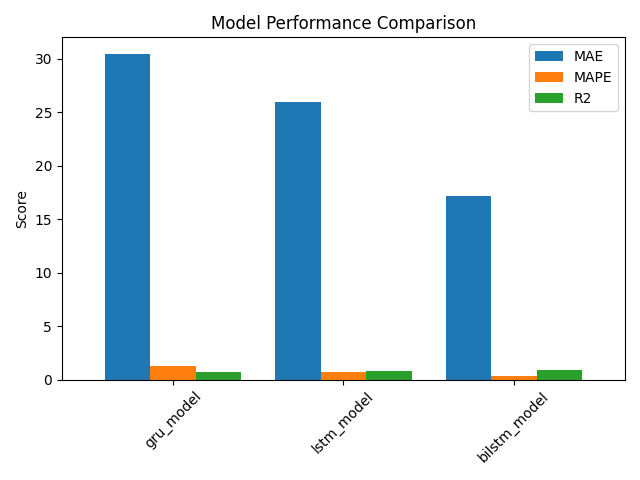 Model Performance Comparison
MAE
MAPE
R2
Score
30
25
20
15
10
5
0
gru_model
lstm_model
bilstm_model